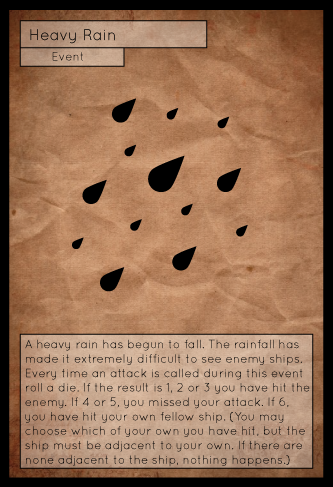 Heavy Rain
Event
A heavy rain has begun to fall. The rainfall has
made it extremely difficult to see enemy ships.
Every time an attack is called during this event
roll a die. If the result is 1, 2 or 3 you have hit the
enemy. If 4 or 5, you missed your attack. If 6,
you have hit your own fellow ship. (You may
choose which of your own you have hit, but the
ship must be adjacent to your own. If there are
none adjacent to the ship, nothing happens.)